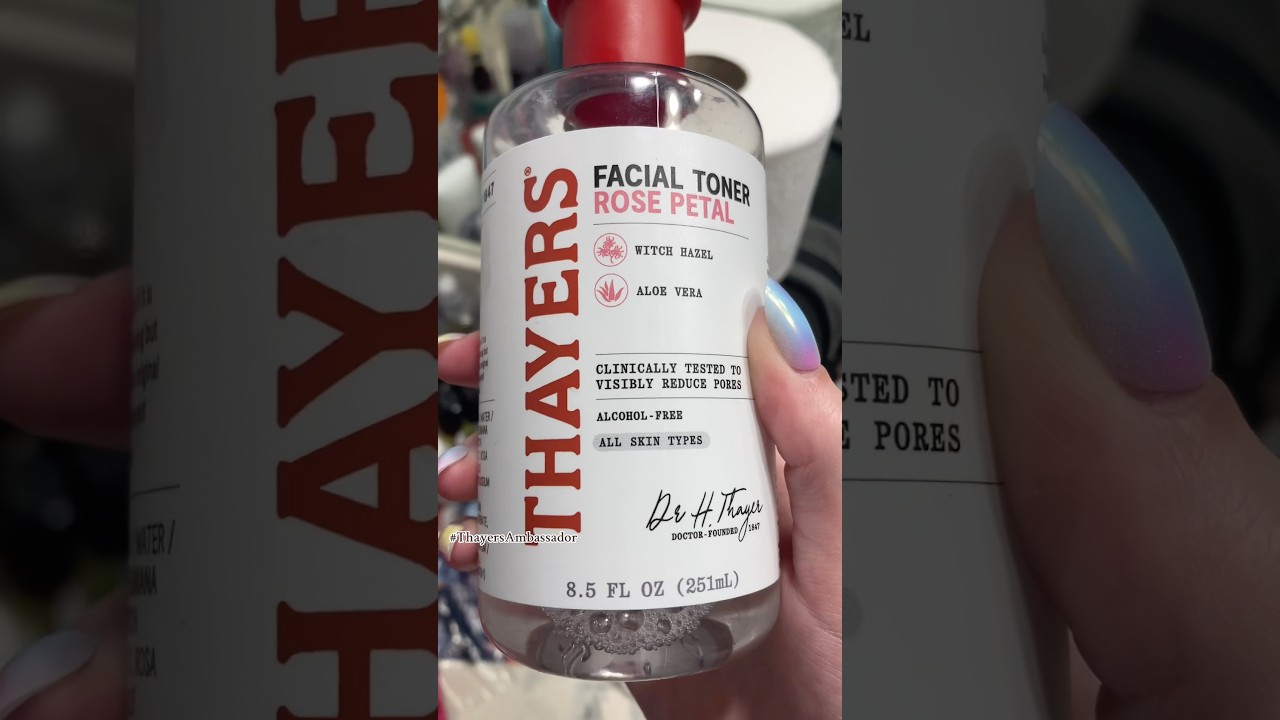 THAYERS®
FACIAL TONER
ROSE PETAL
WITCH HAZEL
ALOE VERA
CLINICALLY TESTED TO
VISIBLY REDUCE PORES
ALCOHOL-FREE
ALL SKIN TYPES
Dr H. Thayer
DOCTOR-FOUNDED 1847
8.5 FL OZ (251mL)
#ThayersAmbassador